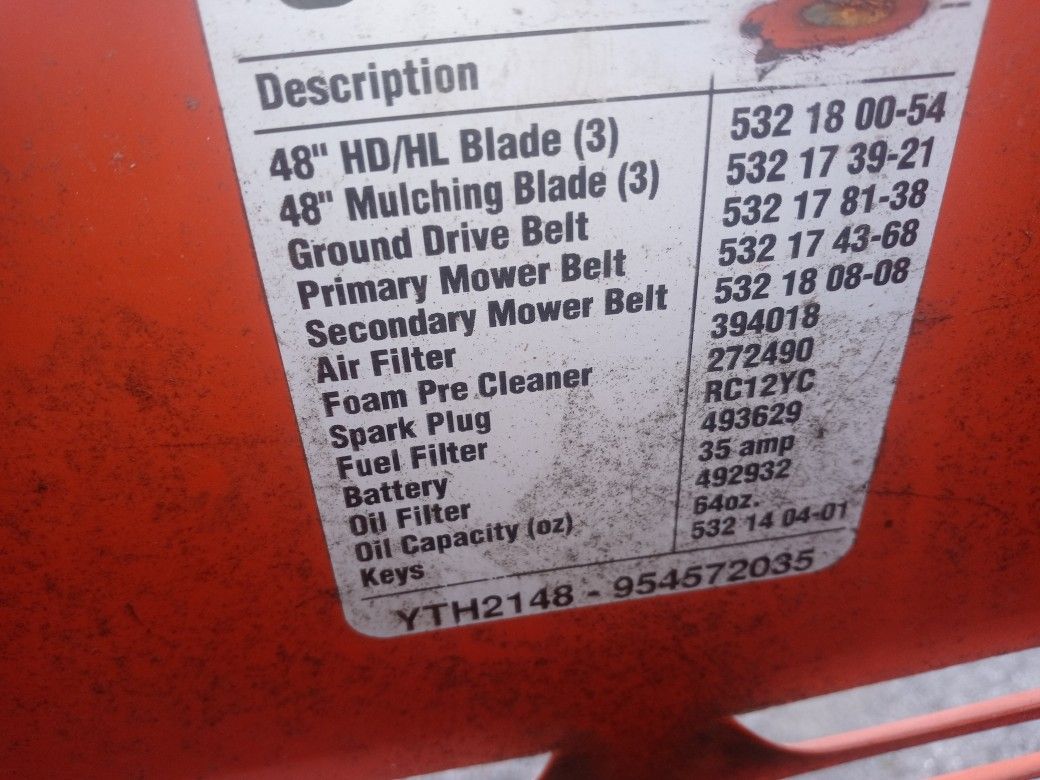 Description
48" HD/HL Blade (3) 532 18 00-54
48" Mulching Blade (3) 532 17 39-21
Ground Drive Belt 532 17 81-38
Primary Mower Belt 532 17 43-68
Secondary Mower Belt 532 18 08-08
Air Filter 394018
Foam Pre Cleaner 272490
Spark Plug RC12YC
Fuel Filter 493629
Battery 35 amp
Oil Filter 492932
Oil Capacity (oz) 64oz.
Keys 532 14 04-01
YTH2148 - 954572035